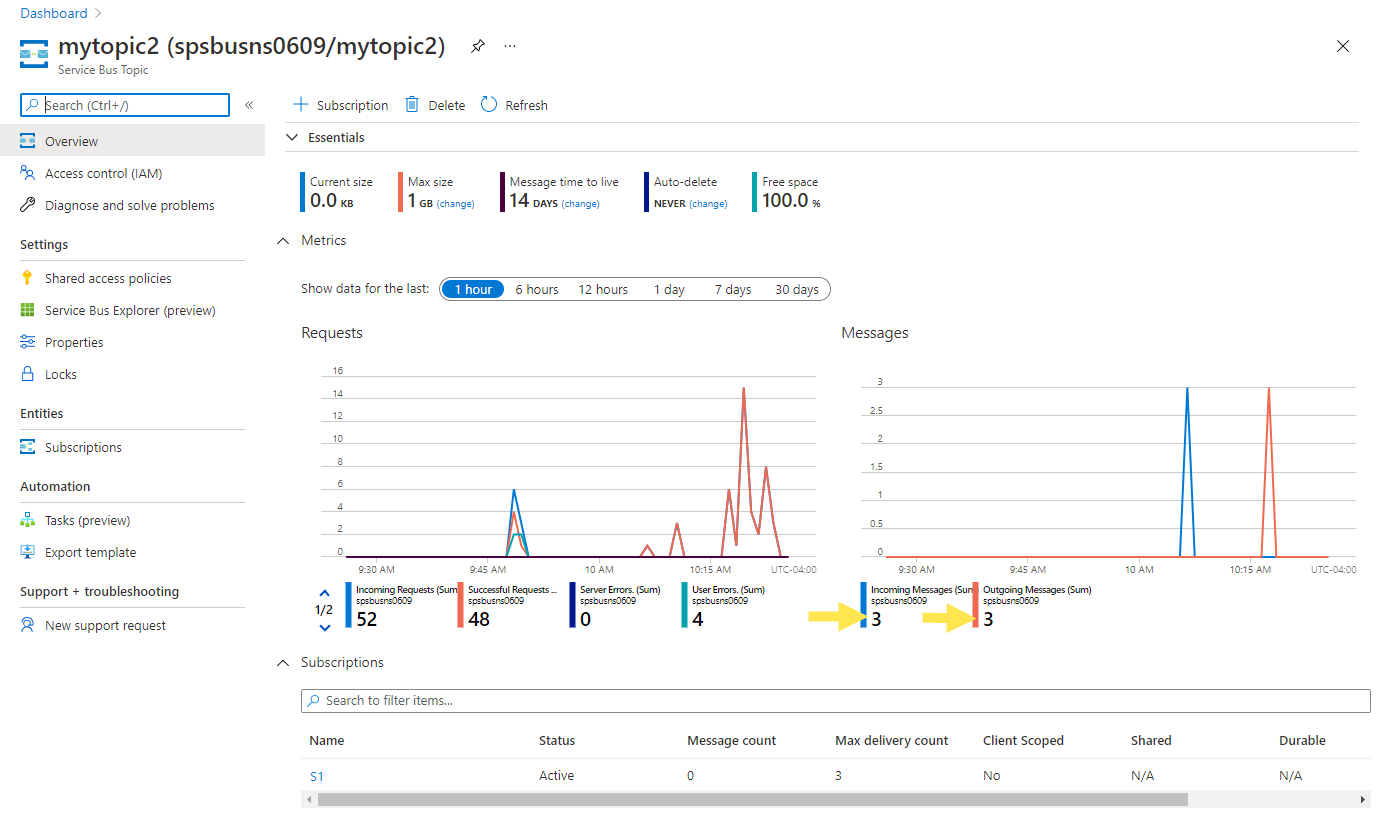 Dashboard >
mytopic2 (spsbusns0609/mytopic2)
Service Bus Topic
Search (Ctrl+/)
«
Subscription
Delete
Refresh
Overview
Access control (IAM)
Diagnose and solve problems
Settings
Shared access policies
Service Bus Explorer (preview)
Properties
Locks
Entities
Subscriptions
Automation
Tasks (preview)
Export template
Support + troubleshooting
New support request
Essentials
Current size
0.0 KB
Max size
1 GB (change)
Message time to live
14 DAYS (change)
Auto-delete
NEVER (change)
Free space
100.0 %
Metrics
Show data for the last:
1 hour
6 hours
12 hours
1 day
7 days
30 days
Requests
16
14
12
10
8
6
4
2
0
9:30 AM
9:45 AM
10 AM
10:15 AM
UTC-04:00
1/2
Incoming Requests (Sum)
spsbusns0609
52
Successful Requests ...
spsbusns0609
48
Server Errors. (Sum)
spsbusns0609
0
User Errors. (Sum)
spsbusns0609
4
Messages
3
2.5
2
1.5
1
0.5
0
9:30 AM
9:45 AM
10 AM
10:15 AM
UTC-04:00
Incoming Messages (Sum
spsbusns0609
3
Outgoing Messages (Sum)
spsbusns0609
3
Subscriptions
Search to filter items...
Name
Status
Message count
Max delivery count
Client Scoped
Shared
Durable
S1
Active
0
3
No
N/A
N/A